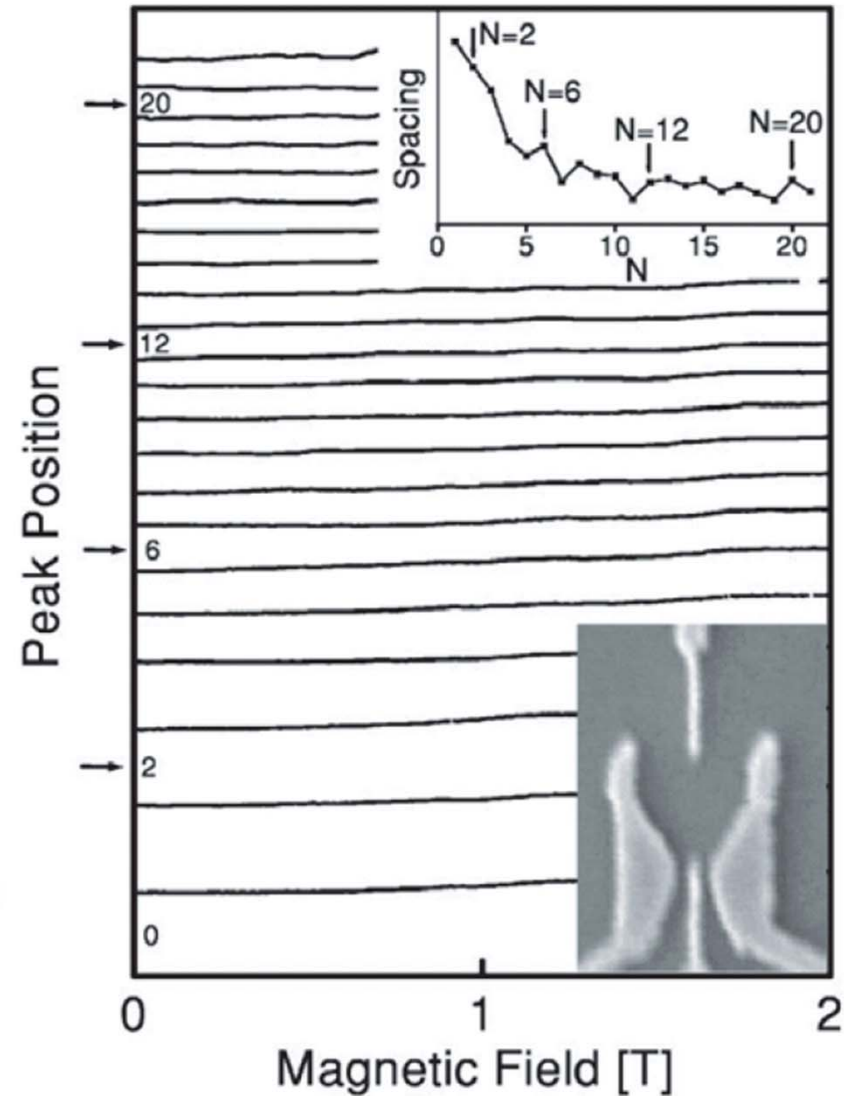 Peak Position
20
12
6
2
0
Spacing
N=2
N=6
N=12
N=20
0 5 10 15 20
N
0 1 2
Magnetic Field [T]